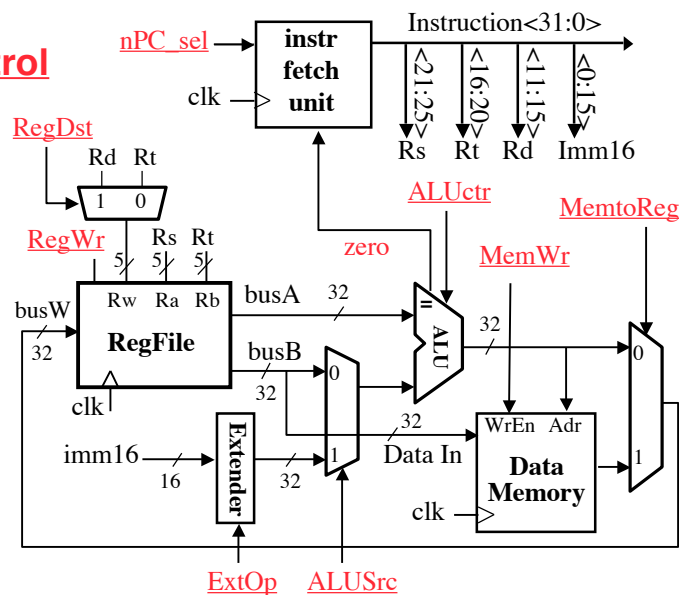 Instruction<31:0>
nPC_sel
instr
fetch
unit
clk
<21:25>
<16:20>
<11:15>
<0:15>
Rs
Rt
Rd
Imm16
trol
RegDst
Rd
Rt
1
0
ALUctr
MemtoReg
RegWr
Rs
Rt
zero
MemWr
5
5
5
busW
32
Rw
Ra
Rb
RegFile
clk
busA
32
busB
32
=
ALU
32
0
0
1
1
imm16
16
Extender
32
32
Data In
WrEn
Adr
Data
Memory
clk
ExtOp
ALUSrc